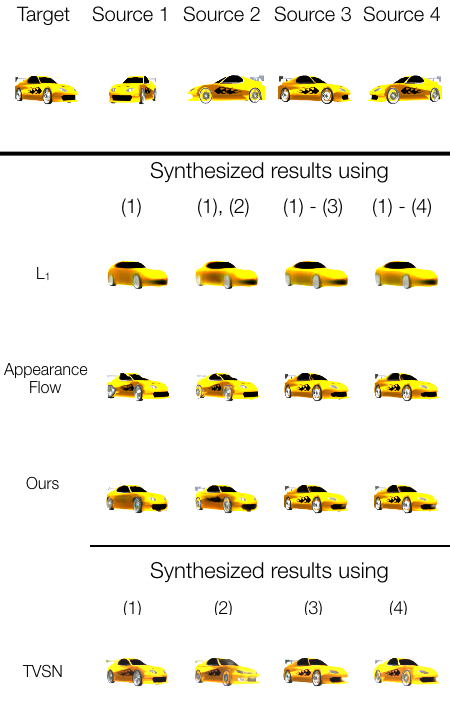 Target Source 1 Source 2 Source 3 Source 4
Synthesized results using
(1) (1), (2) (1) - (3) (1) - (4)
L₁
Appearance
Flow
Ours
Synthesized results using
(1) (2) (3) (4)
TVSN